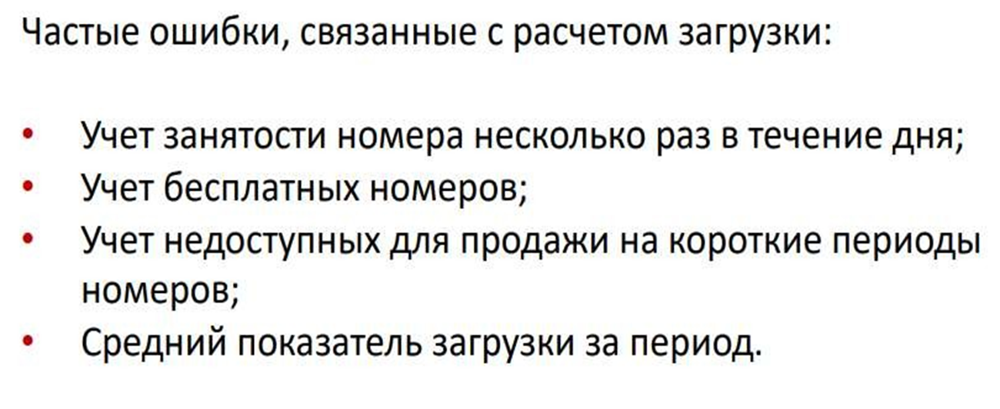 Частые ошибки, связанные с расчетом загрузки:
• Учет занятости номера несколько раз в течение дня;
• Учет бесплатных номеров;
• Учет недоступных для продажи на короткие периоды
номеров;
• Средний показатель загрузки за период.